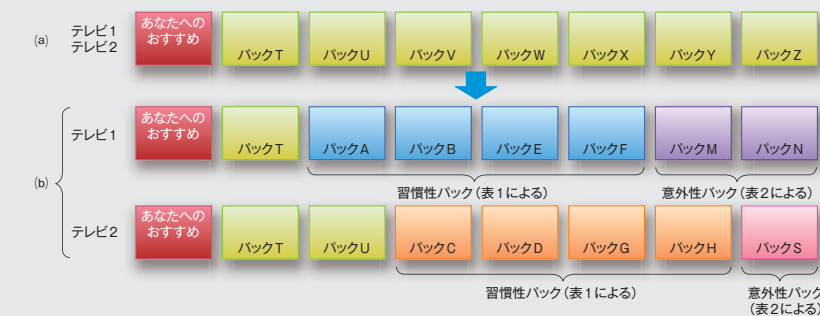 (a)
テレビ1
テレビ2
あなたへの
おすすめ
パックT
パックU
パックV
パックW
パックX
パックY
パックZ
(b)
テレビ1
あなたへの
おすすめ
パックT
パックA
パックB
パックE
パックF
パックM
パックN
習慣性パック(表1による)
意外性パック(表2による)
テレビ2
あなたへの
おすすめ
パックT
パックU
パックC
パックD
パックG
パックH
パックS
習慣性パック(表1による)
意外性パック
(表2による)